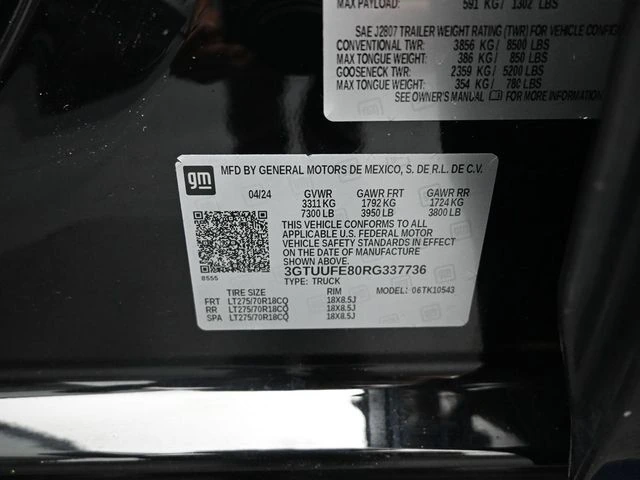 MAX PAYLOAD: 591 KG / 1302 LBS
SAE J2807 TRAILER WEIGHT RATING (TWR) FOR VEHICLE CONFIG
CONVENTIONAL TWR: 3856 KG / 8500 LBS
MAX TONGUE WEIGHT: 386 KG / 850 LBS
GOOSENECK TWR: 2359 KG / 5200 LBS
MAX TONGUE WEIGHT: 354 KG / 780 LBS
SEE OWNER'S MANUAL FOR MORE INFORMATION
gm
MFD BY GENERAL MOTORS DE MEXICO, S. DE R.L. DE C.V.
04/24 GVWR GAWR FRT GAWR RR
3311 KG 1792 KG 1724 KG
7300 LB 3950 LB 3800 LB
THIS VEHICLE CONFORMS TO ALL
APPLICABLE U.S. FEDERAL MOTOR
VEHICLE SAFETY STANDARDS IN EFFECT
ON THE DATE OF MANUFACTURE SHOWN ABOVE.
3GTUUFE80RG337736
8555 TYPE: TRUCK
TIRE SIZE RIM MODEL: 06TK10543
FRT LT275/70R18CQ 18X8.5J
RR LT275/70R18CQ 18X8.5J
SPA LT275/70R18CQ 18X8.5J